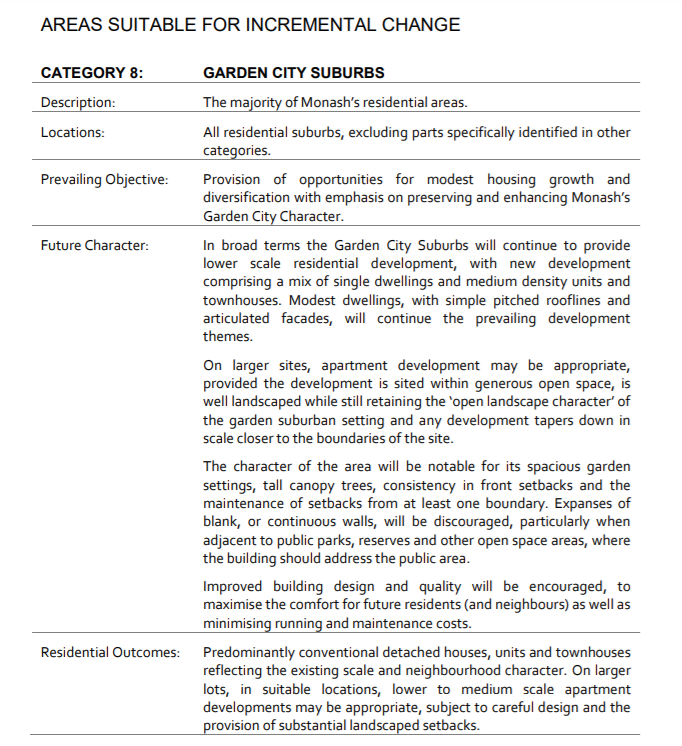 AREAS SUITABLE FOR INCREMENTAL CHANGE
CATEGORY 8: GARDEN CITY SUBURBS
Description: The majority of Monash's residential areas.
Locations: All residential suburbs, excluding parts specifically identified in other
categories.
Prevailing Objective: Provision of opportunities for modest housing growth and
diversification with emphasis on preserving and enhancing Monash's
Garden City Character.
Future Character: In broad terms the Garden City Suburbs will continue to provide
lower scale residential development, with new development
comprising a mix of single dwellings and medium density units and
townhouses. Modest dwellings, with simple pitched rooflines and
articulated facades, will continue the prevailing development
themes.
On larger sites, apartment development may be appropriate,
provided the development is sited within generous open space, is
well landscaped while still retaining the 'open landscape character' of
the garden suburban setting and any development tapers down in
scale closer to the boundaries of the site.
The character of the area will be notable for its spacious garden
settings, tall canopy trees, consistency in front setbacks and the
maintenance of setbacks from at least one boundary. Expanses of
blank, or continuous walls, will be discouraged, particularly when
adjacent to public parks, reserves and other open space areas, where
the building should address the public area.
Improved building design and quality will be encouraged, to
maximise the comfort for future residents (and neighbours) as well as
minimising running and maintenance costs.
Residential Outcomes: Predominantly conventional detached houses, units and townhouses
reflecting the existing scale and neighbourhood character. On larger
lots, in suitable locations, lower to medium scale apartment
developments may be appropriate, subject to careful design and the
provision of substantial landscaped setbacks.